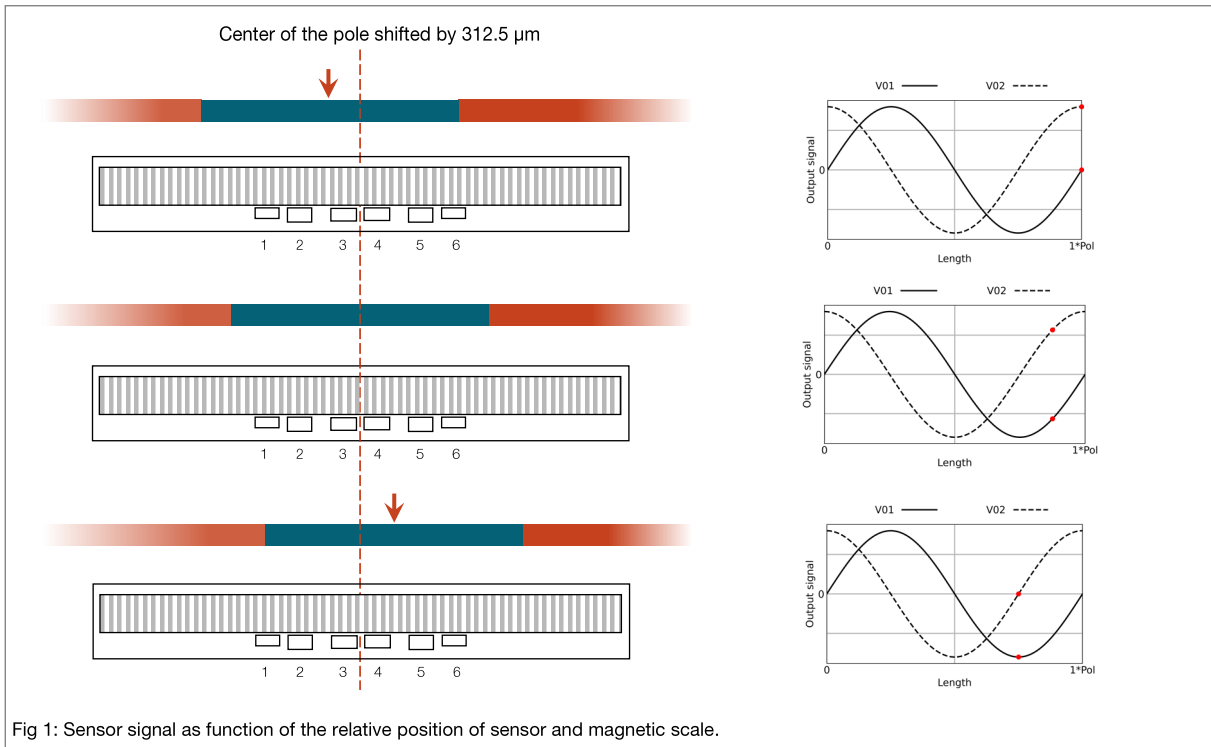 Center of the pole shifted by 312.5 µm
V01 V02
Output signal
0
0 1*Pol
Length
1 2 3 4 5 6
V01 V02
Output signal
0
0 1*Pol
Length
1 2 3 4 5 6
V01 V02
Output signal
0
0 1*Pol
Length
1 2 3 4 5 6
Fig 1: Sensor signal as function of the relative position of sensor and magnetic scale.